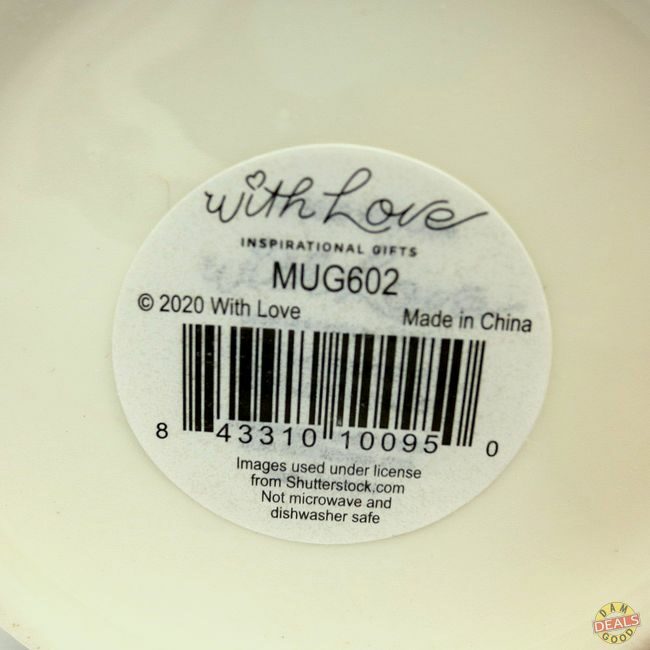 with Love
INSPIRATIONAL GIFTS
MUG602
© 2020 With Love
Made in China
8 43310 10095 0
Images used under license
from Shutterstock.com
Not microwave and
dishwasher safe
DAM
DEALS
GOOD